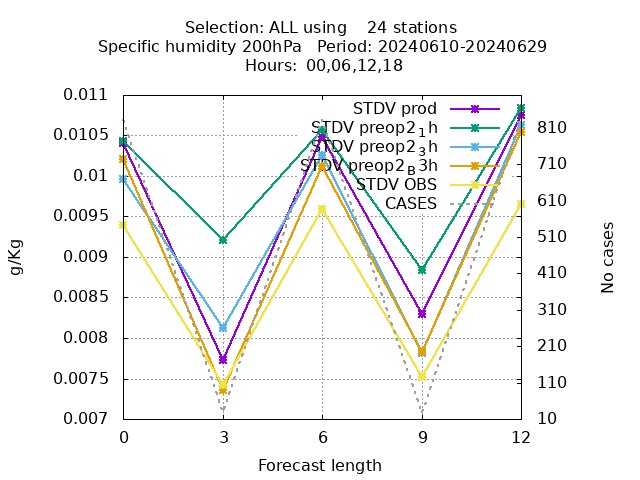 Selection: ALL using    24 stations
Specific humidity 200hPa   Period: 20240610-20240629
Hours: 00,06,12,18
0.011
0.0105
0.01
0.0095
0.009
0.0085
0.008
0.0075
0.007
g/Kg
STDV prod
STDV preop2₁h
STDV preop2₃h
STDV preop2_B3h
STDV OBS
CASES
810
710
610
510
410
310
210
110
10
No cases
0 3 6 9 12
Forecast length